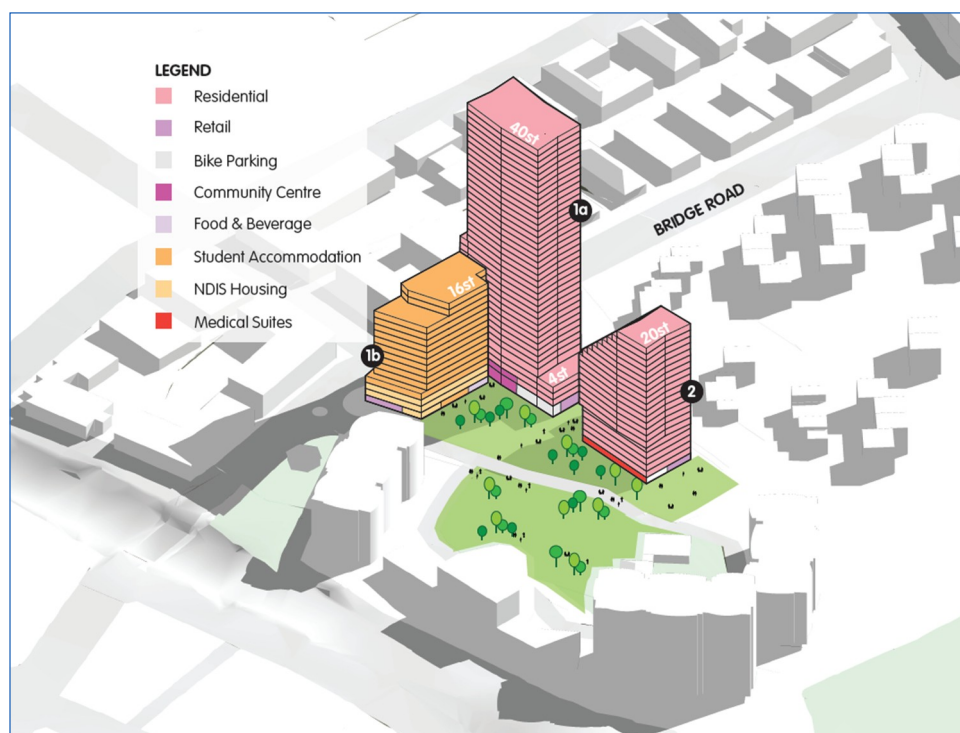 LEGEND
Residential
Retail
Bike Parking
Community Centre
Food & Beverage
Student Accommodation
NDIS Housing
Medical Suites
40st
1a
BRIDGE ROAD
16st
20st
1b
4st
2